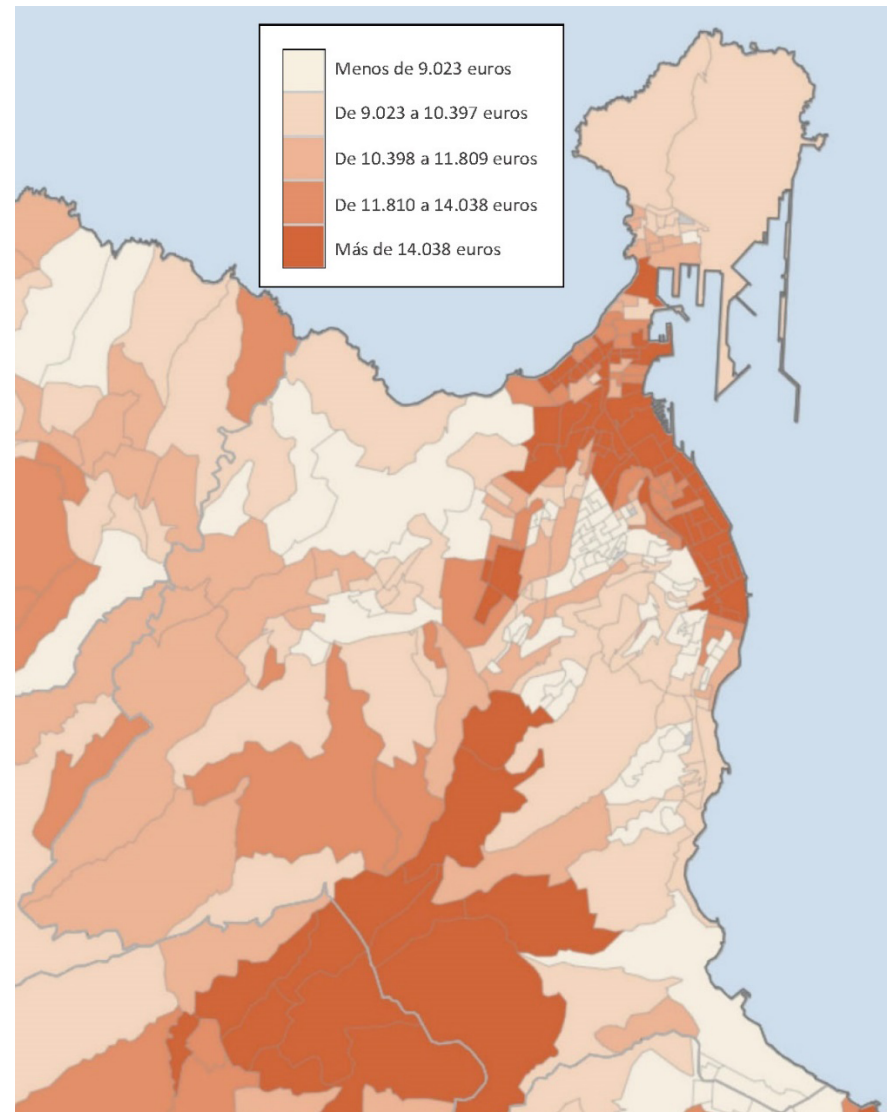 Menos de 9.023 euros
De 9.023 a 10.397 euros
De 10.398 a 11.809 euros
De 11.810 a 14.038 euros
Más de 14.038 euros